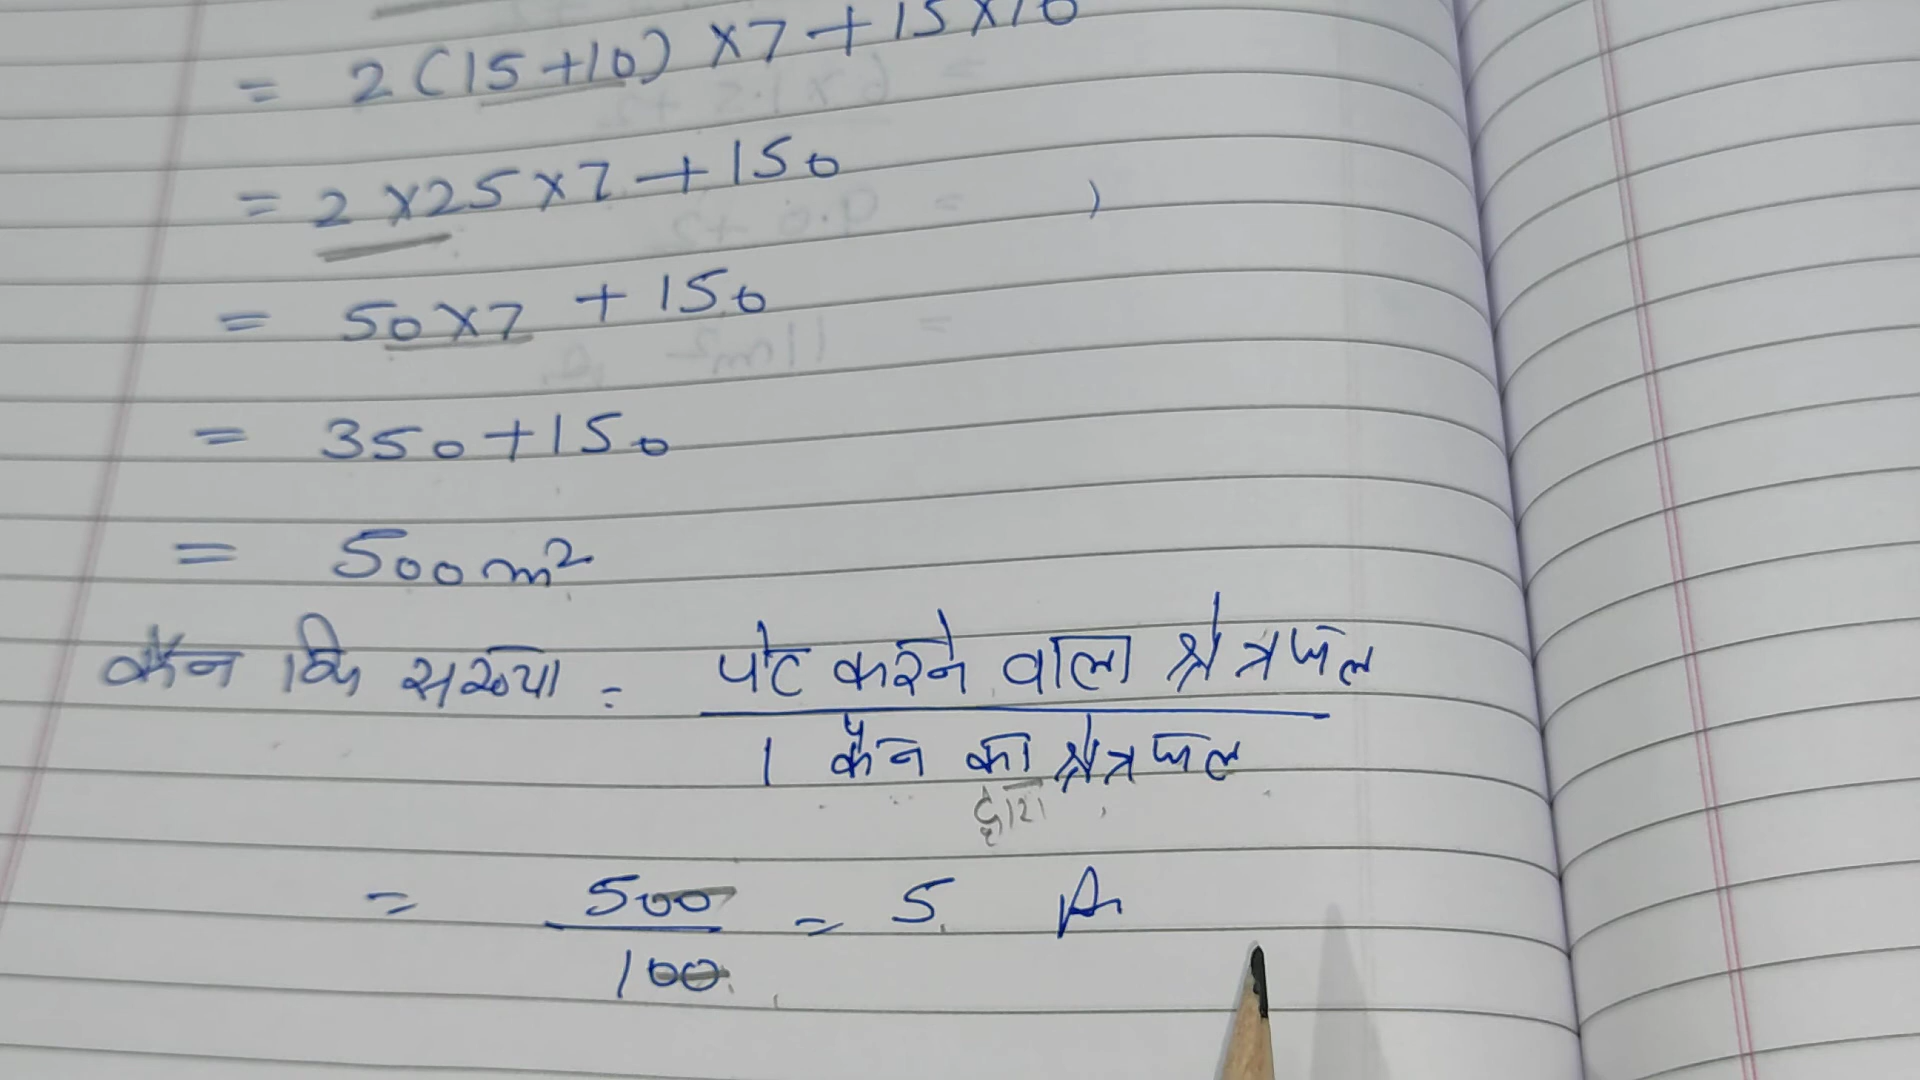 = 2(15+10) ×7+15×10
= 2×25×7+150
= 50×7 + 150
= 350+150
= 500m²
कैन कि सख्या = पेंट करने वाला क्षेत्रफल
1 कैन का क्षेत्रफल
द्वारा
= 500 = 5.
100